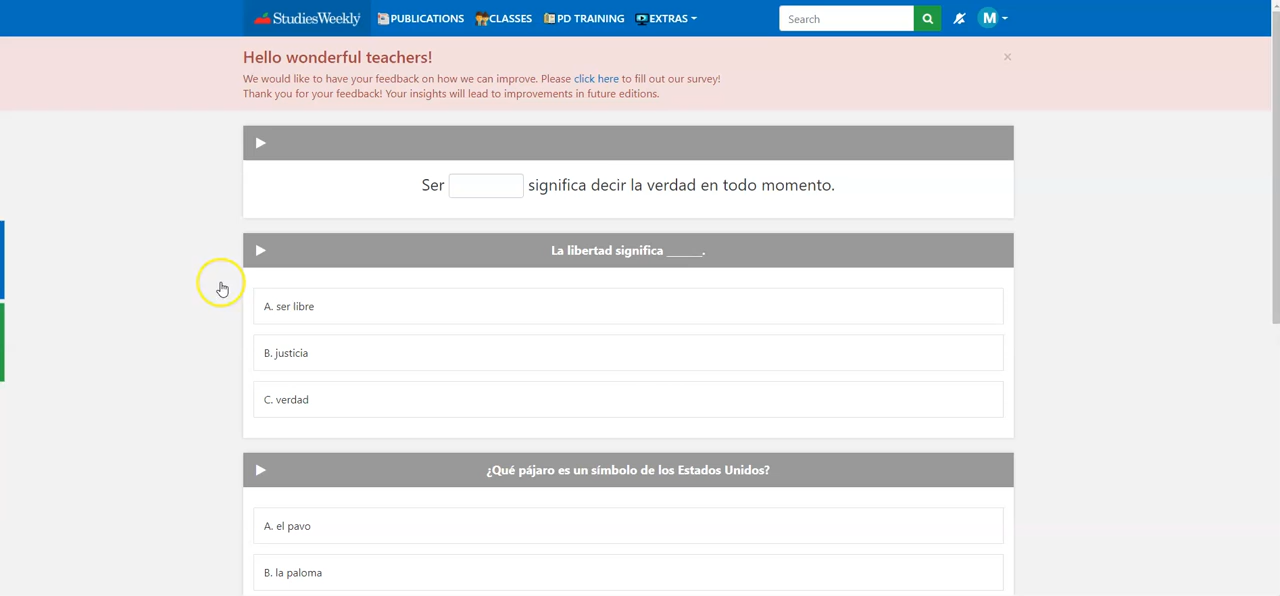 StudiesWeekly PUBLICATIONS CLASSES PD TRAINING EXTRAS Search M
Hello wonderful teachers!
We would like to have your feedback on how we can improve. Please click here to fill out our survey!
Thank you for your feedback! Your insights will lead to improvements in future editions.
Ser significa decir la verdad en todo momento.
La libertad significa ______.
A. ser libre
B. justicia
C. verdad
¿Qué pájaro es un símbolo de los Estados Unidos?
A. el pavo
B. la paloma